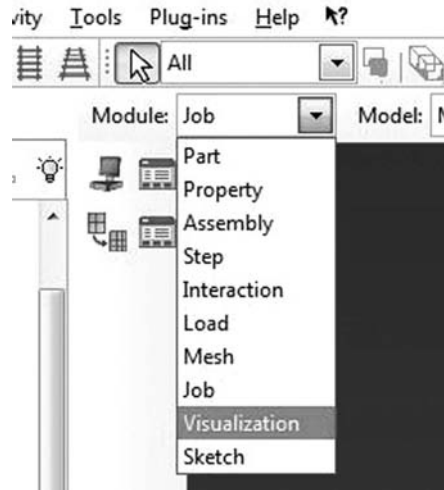 vity Tools Plug-ins Help ?
All
Module: Job Model:
Part
Property
Assembly
Step
Interaction
Load
Mesh
Job
Visualization
Sketch